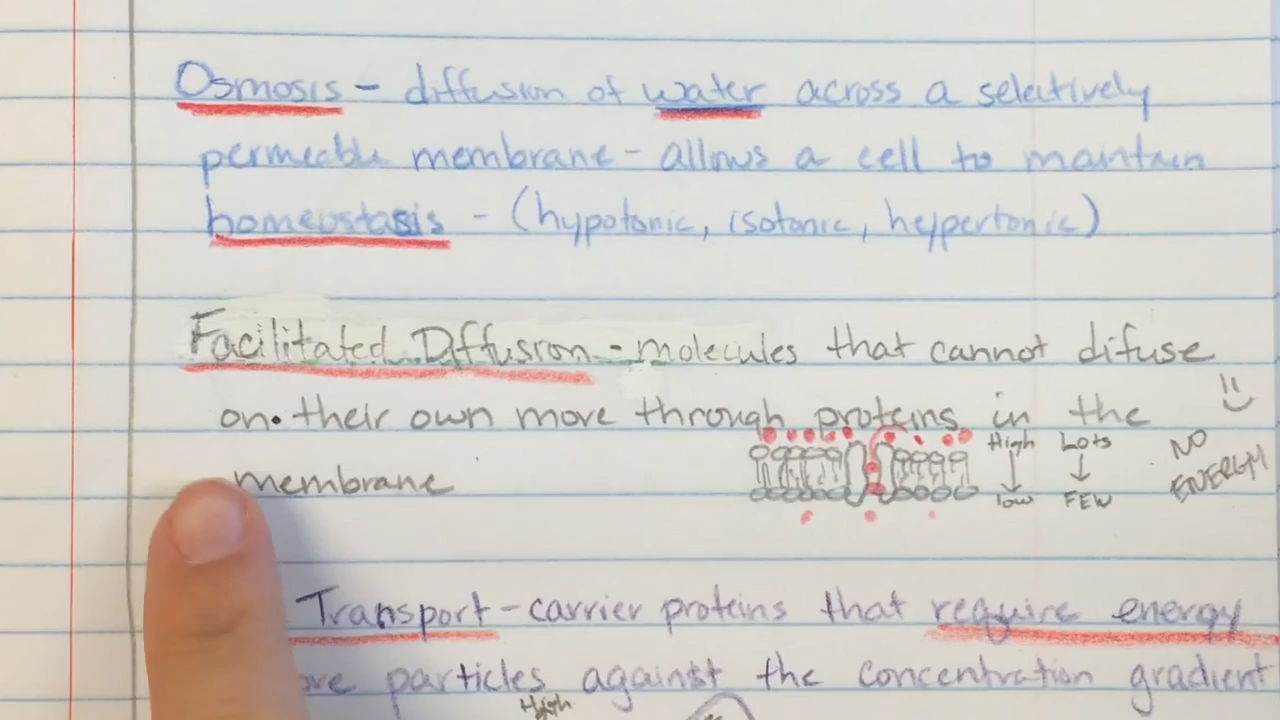 Osmosis - diffusion of water across a selectively
permeable membrane - allows a cell to maintain
homeostasis - (hypotonic, isotonic, hypertonic)
Facilitated Diffusion - molecules that cannot difuse
on their own move through proteins in the
membrane
High Lots
low FEW
NO
ENERGY
Transport - carrier proteins that require energy
particles against the concentration gradient
High